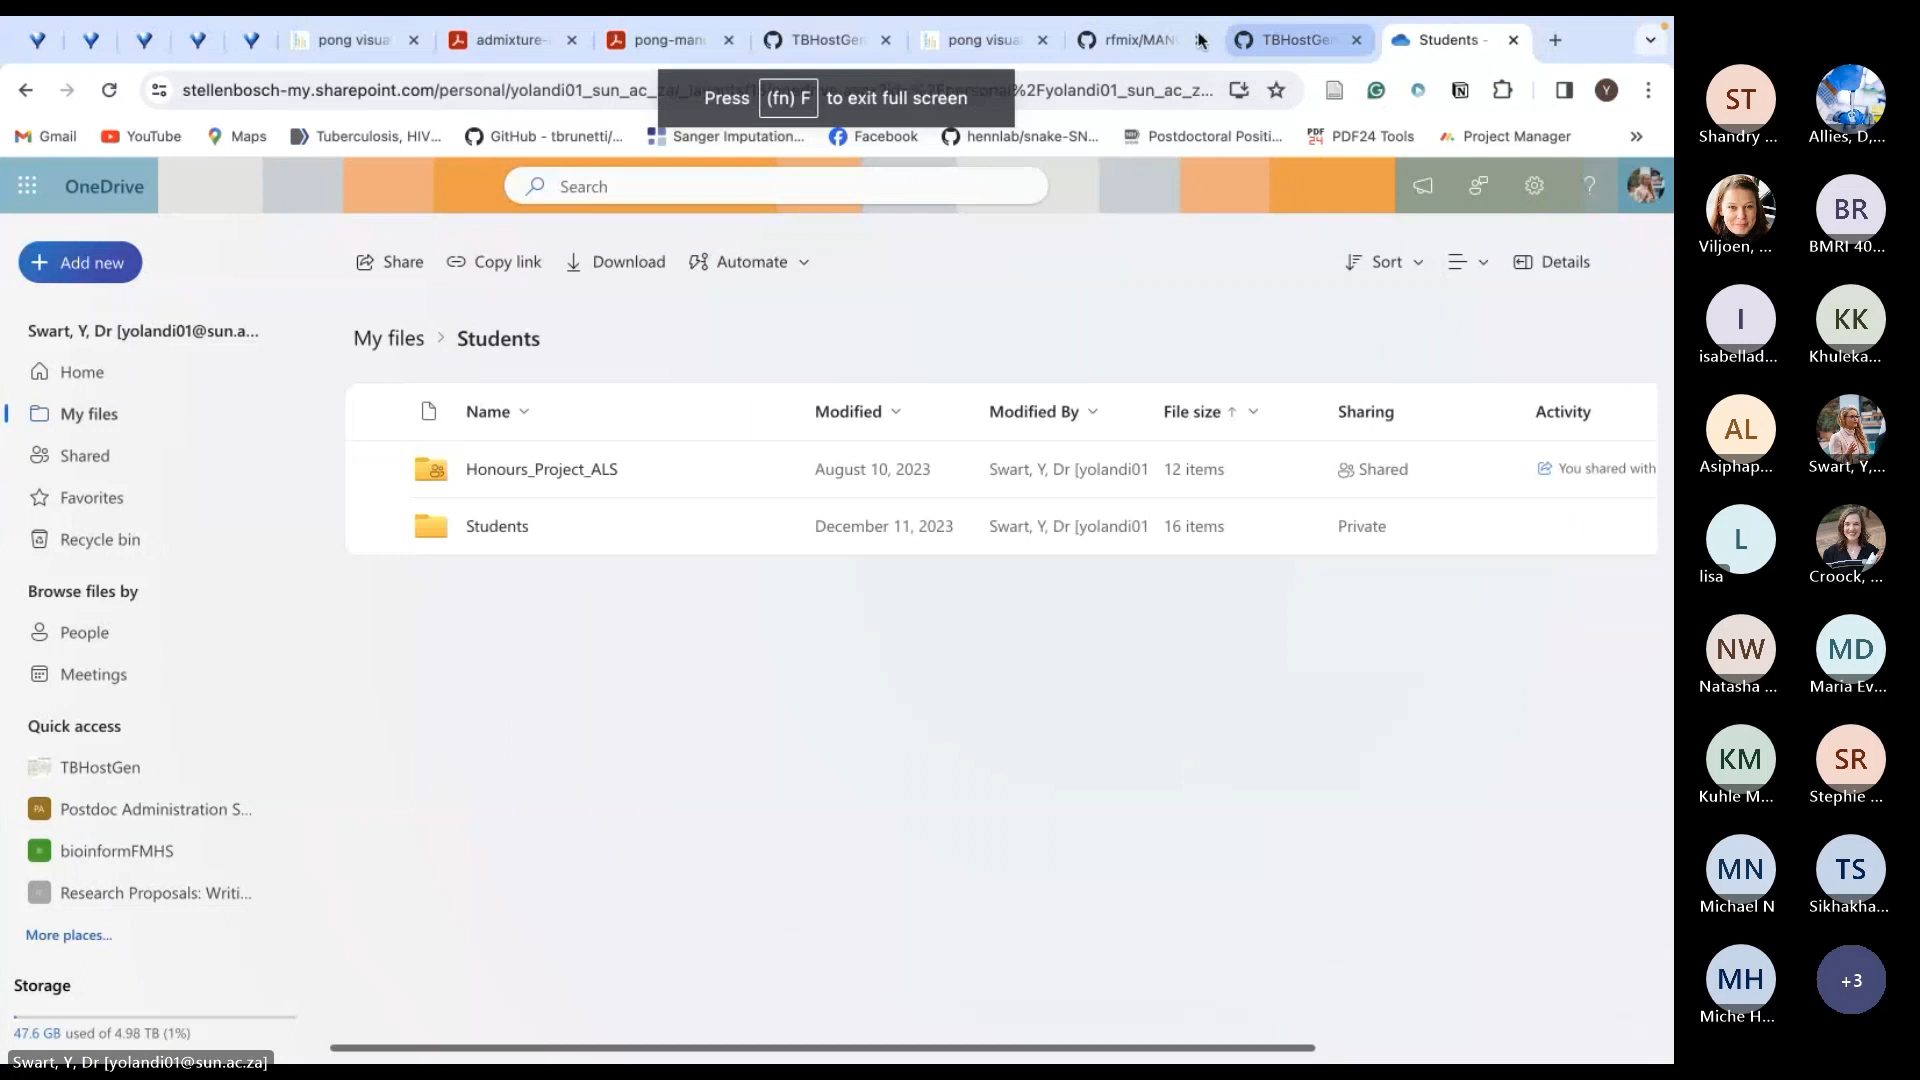 pong visua
admixture-
pong-man
TBHostGen
pong visua
rfmix/MAN
TBHostGen
Students -
stellenbosch-my.sharepoint.com/personal/yolandi01_sun_ac_za/
%2Fyolandi01_sun_ac_z...
Press (fn) F to exit full screen
Gmail
YouTube
Maps
Tuberculosis, HIV...
GitHub - tbrunetti/...
Sanger Imputation...
Facebook
hennlab/snake-SN...
Postdoctoral Positi...
PDF24 Tools
Project Manager
OneDrive
Search
Add new
Share
Copy link
Download
Automate
Sort
Details
Swart, Y, Dr [yolandi01@sun.a...
Home
My files
Shared
Favorites
Recycle bin
Browse files by
People
Meetings
Quick access
TBHostGen
PA Postdoc Administration S...
bioinformFMHS
Research Proposals: Writi...
More places...
Storage
47.6 GB used of 4.98 TB (1%)
Swart, Y, Dr [yolandi01@sun.ac.za]
My files > Students
Name Modified Modified By File size Sharing Activity
Honours_Project_ALS August 10, 2023 Swart, Y, Dr [yolandi01 12 items Shared You shared with
Students December 11, 2023 Swart, Y, Dr [yolandi01 16 items Private
ST
Shandry ...
Allies, D,...
Viljoen, ...
BR
BMRI 40...
I
isabellad...
KK
Khuleka...
AL
Asiphap...
Swart, Y,...
L
lisa
Croock, ...
NW
Natasha ...
MD
Maria Ev...
KM
Kuhle M...
SR
Stephie ...
MN
Michael N
TS
Sikhakha...
MH
Miche H...
+3